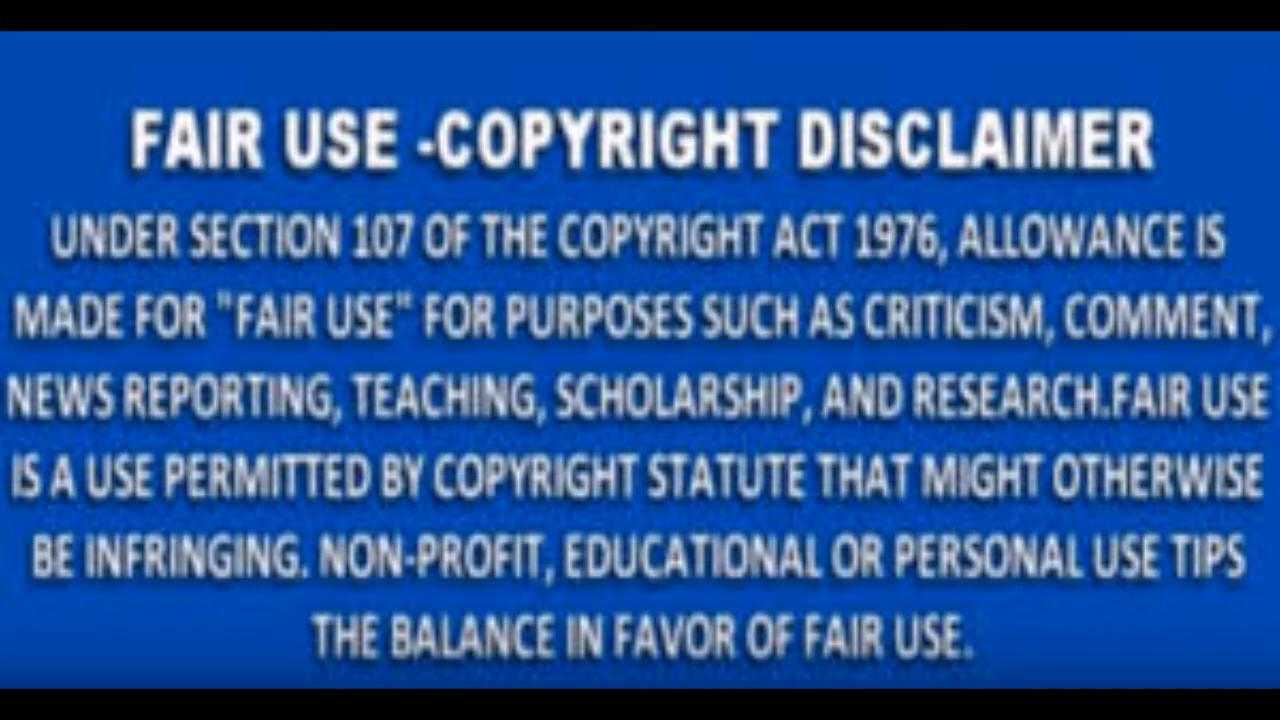 FAIR USE -COPYRIGHT DISCLAIMER
UNDER SECTION 107 OF THE COPYRIGHT ACT 1976, ALLOWANCE IS
MADE FOR "FAIR USE" FOR PURPOSES SUCH AS CRITICISM, COMMENT,
NEWS REPORTING, TEACHING, SCHOLARSHIP, AND RESEARCH.FAIR USE
IS A USE PERMITTED BY COPYRIGHT STATUTE THAT MIGHT OTHERWISE
BE INFRINGING. NON-PROFIT, EDUCATIONAL OR PERSONAL USE TIPS
THE BALANCE IN FAVOR OF FAIR USE.